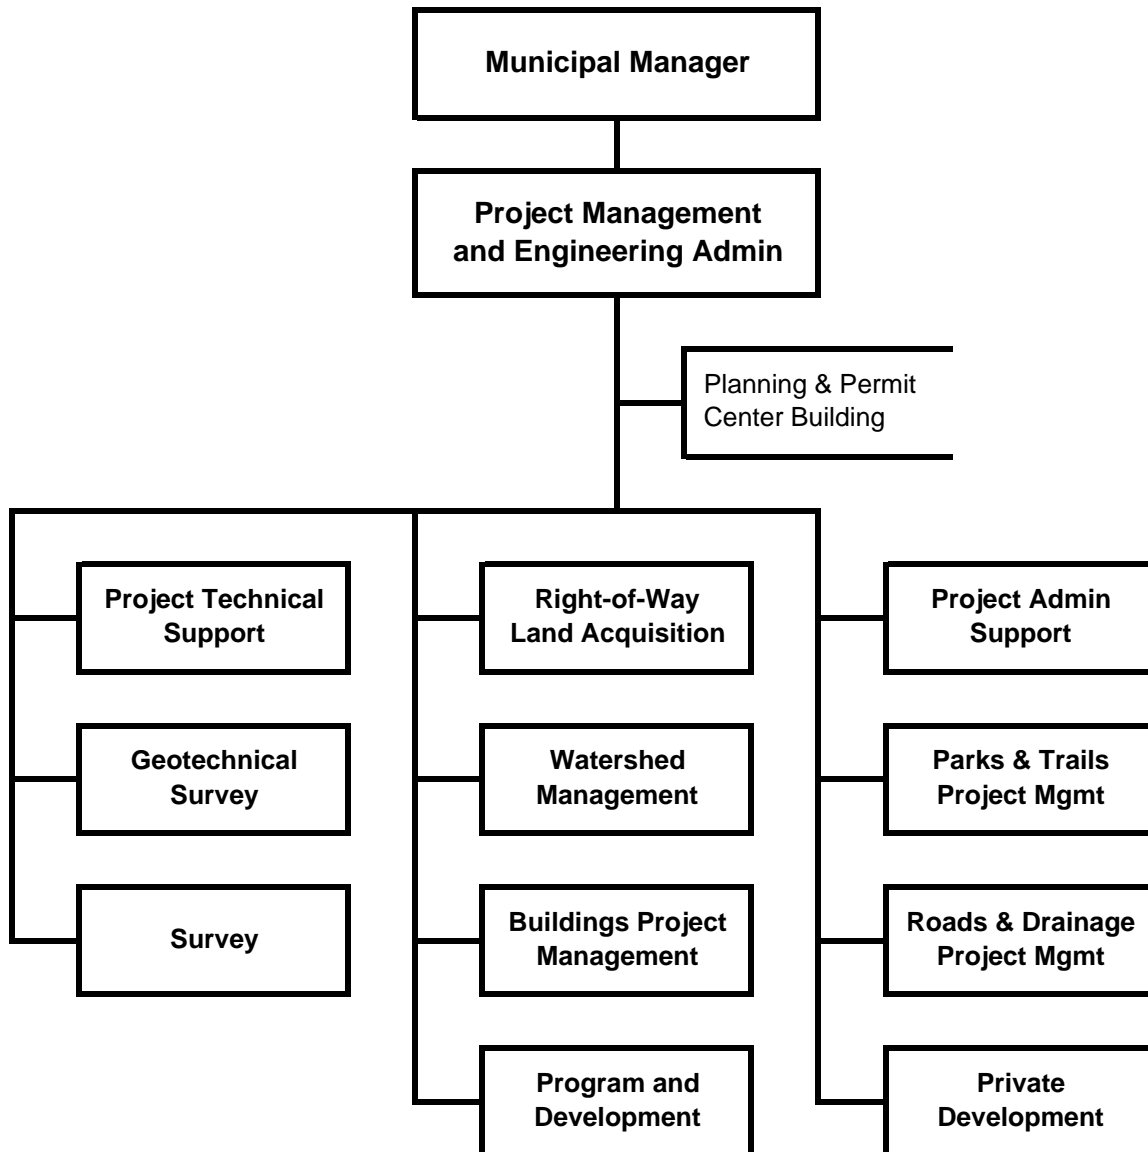 Municipal Manager
Project Management
and Engineering Admin
Planning & Permit
Center Building
Project Technical
Support
Right-of-Way
Land Acquisition
Project Admin
Support
Geotechnical
Survey
Watershed
Management
Parks & Trails
Project Mgmt
Survey
Buildings Project
Management
Roads & Drainage
Project Mgmt
Program and
Development
Private
Development